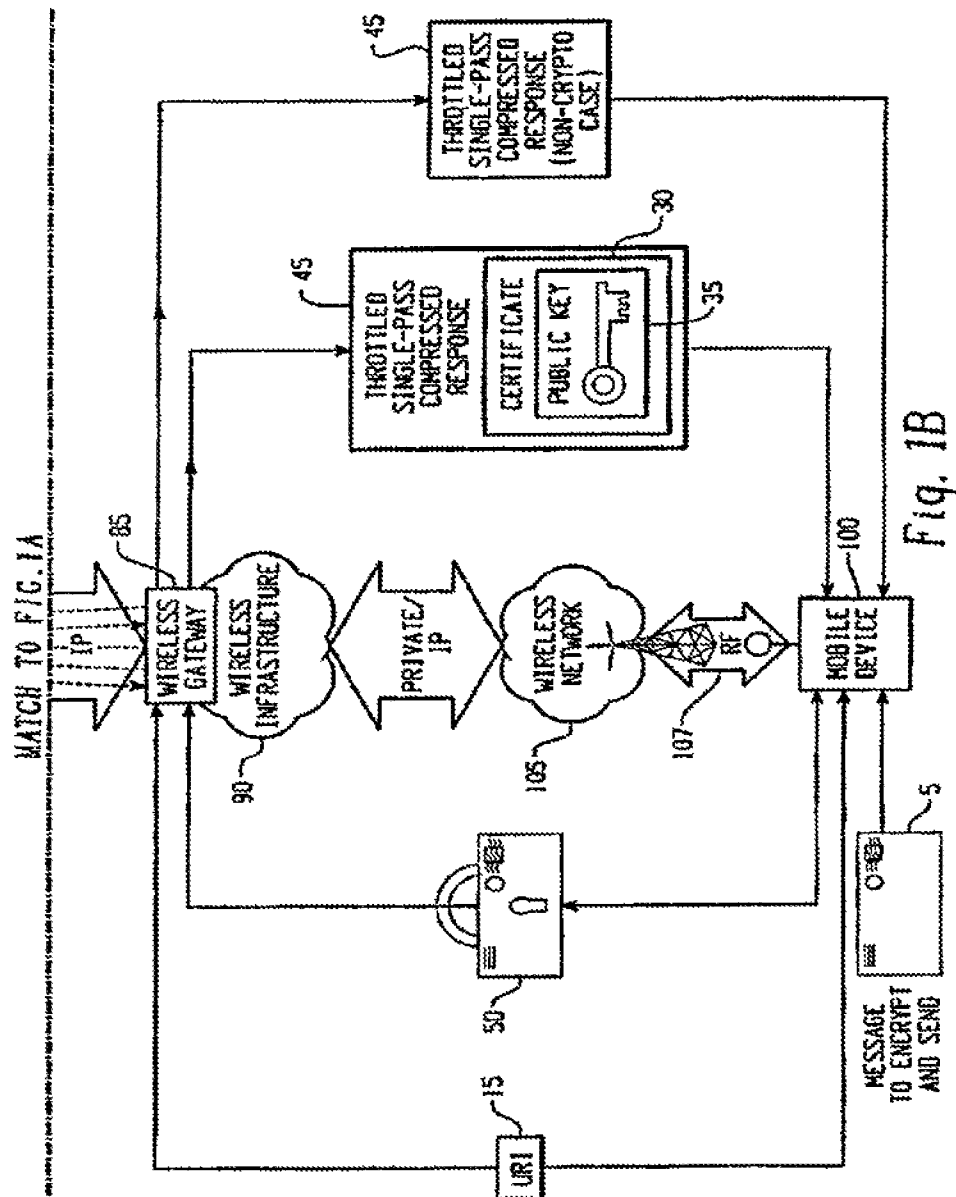 MATCH TO FIG.1A
IP
85
WIRELESS
GATEWAY
WIRELESS
INFRASTRUCTURE
90
PRIVATE/
IP
WIRELESS
NETWORK
105
RF
107
100
MOBILE
DEVICE
45
THROTTLED
SINGLE-PASS
COMPRESSED
RESPONSE
(NON-CRYPTO
CASE)
45
THROTTLED
SINGLE-PASS
COMPRESSED
RESPONSE
30
CERTIFICATE
PUBLIC KEY
35
50
15
URI
5
MESSAGE
TO ENCRYPT
AND SEND
Fig. 1B